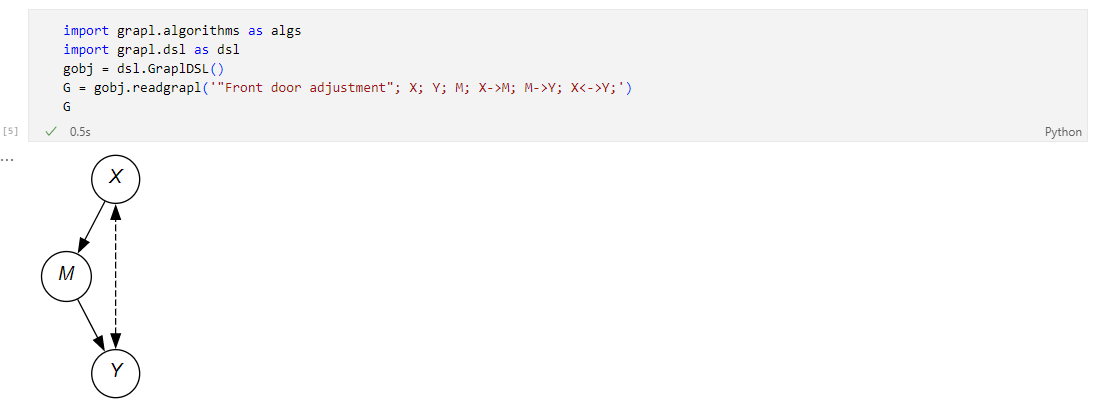 import grapl.algorithms as algs
import grapl.dsl as dsl
gobj = dsl.GraplDSL()
G = gobj.readgrapl('"Front door adjustment"; X; Y; M; X->M; M->Y; X<->Y;')
G
[5]
✓ 0.5s
Python
...
X
M
Y